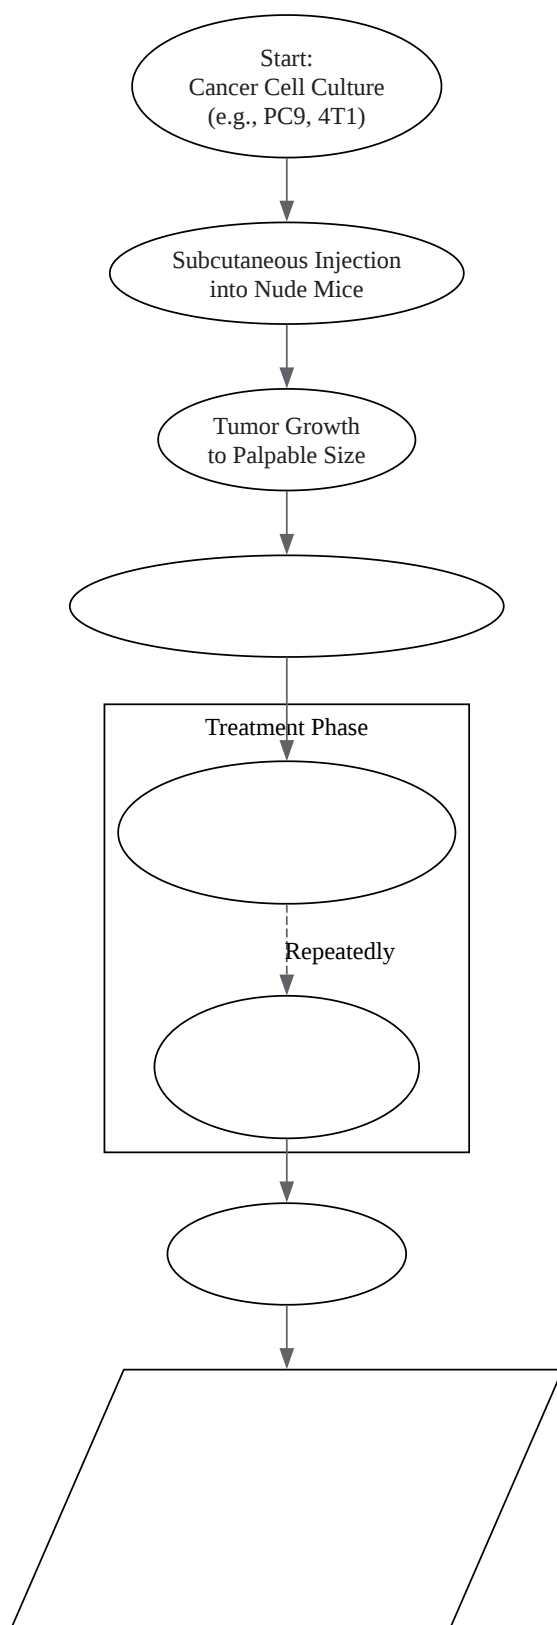 Start:
Cancer Cell Culture
(e.g., PC9, 4T1)
Subcutaneous Injection
into Nude Mice
Tumor Growth
to Palpable Size
Treatment Phase
Repeatedly